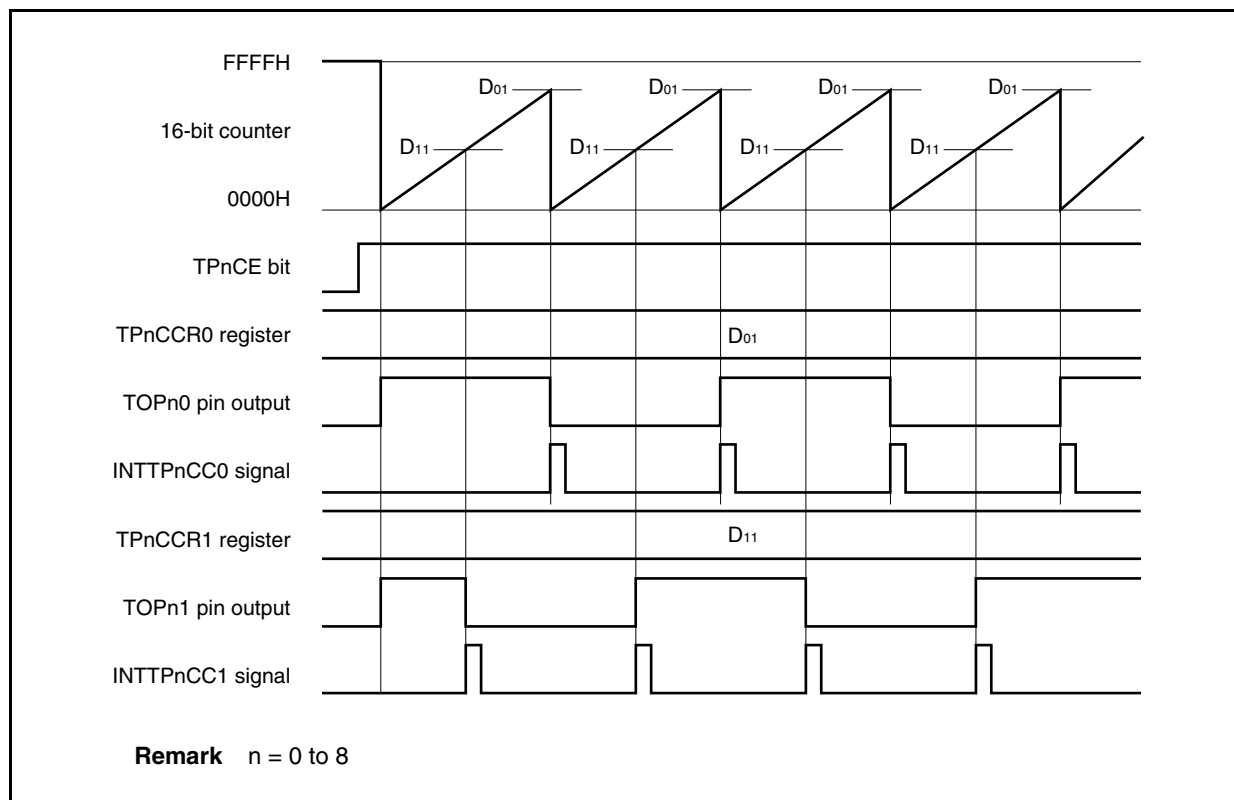 FFFFH
D01 D01 D01 D01
16-bit counter
D11 D11 D11 D11
0000H
TPnCE bit
TPnCCR0 register
D01
TOPn0 pin output
INTTPnCC0 signal
TPnCCR1 register
D11
TOPn1 pin output
INTTPnCC1 signal
Remark n = 0 to 8